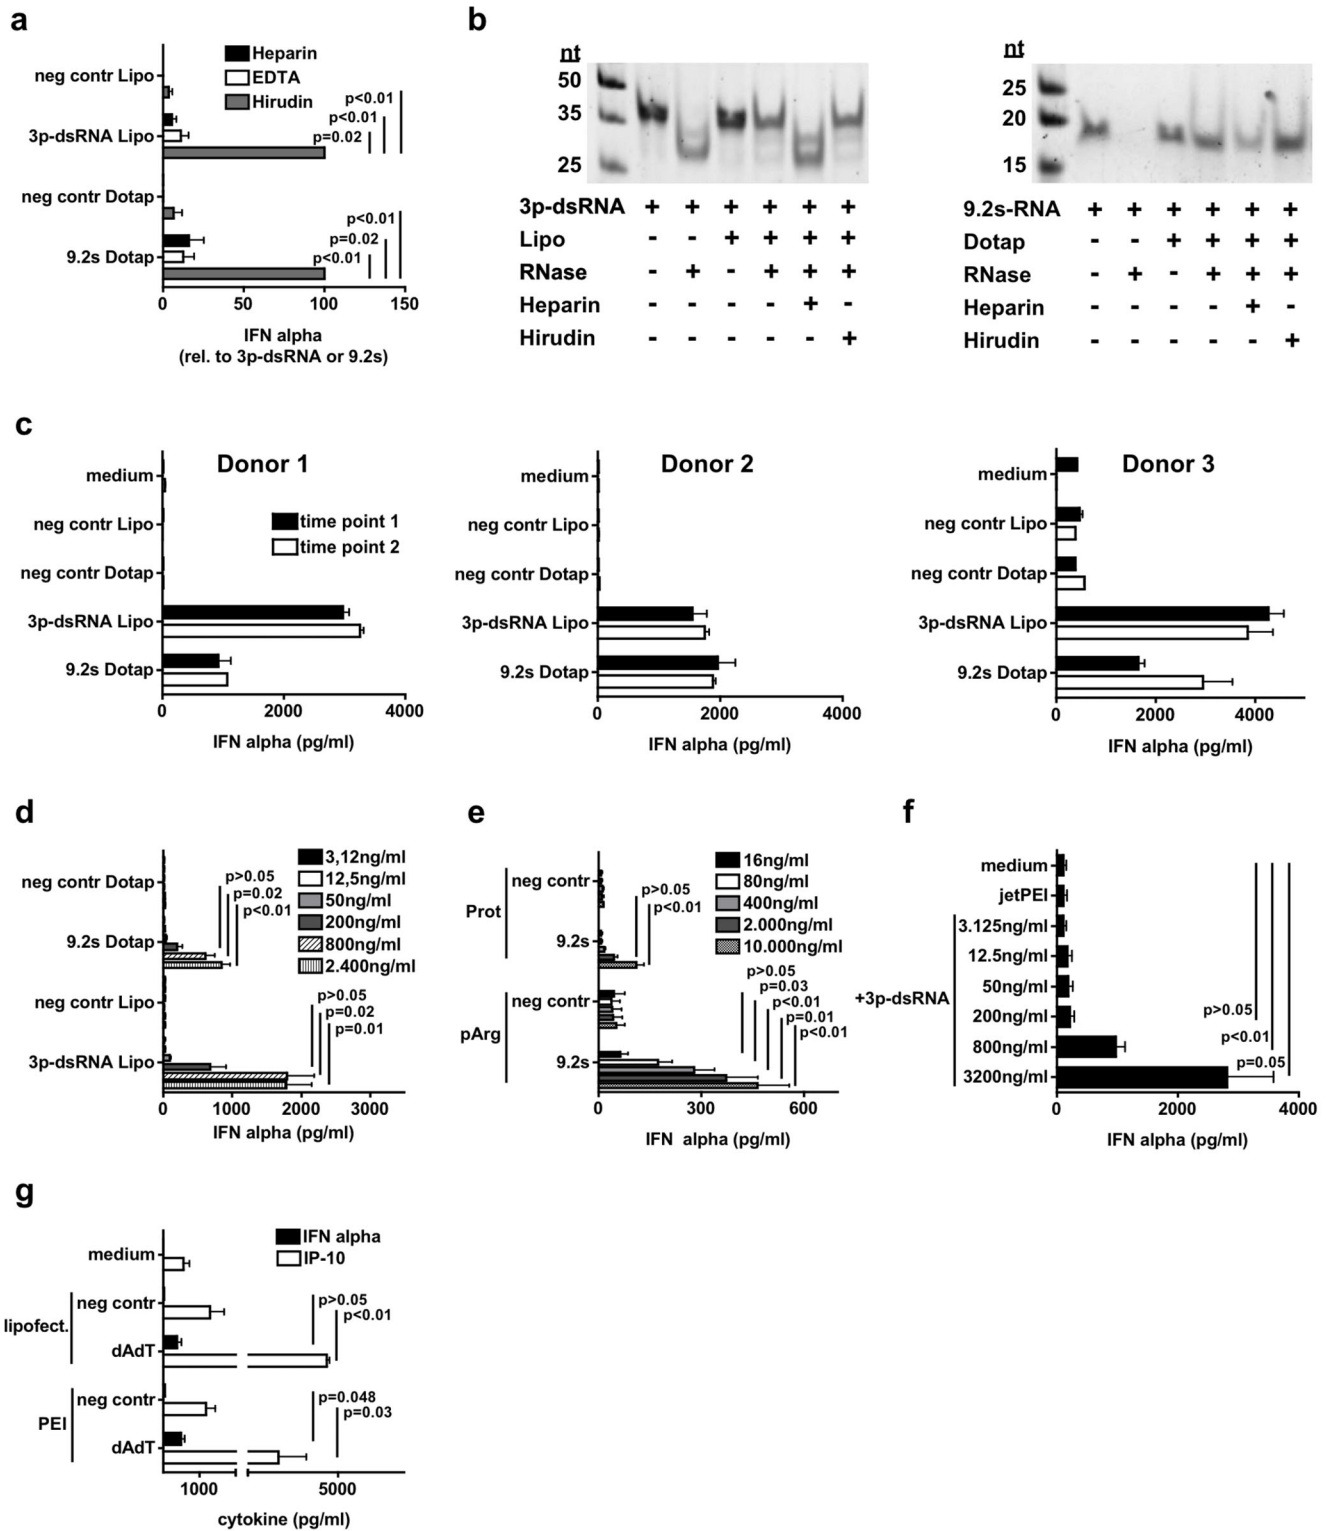 a
Heparin
EDTA
Hirudin
neg contr Lipo
3p-dsRNA Lipo
neg contr Dotap
9.2s Dotap
p<0.01
p<0.01
p=0.02
p<0.01
p=0.02
p<0.01
0 50 100 150
IFN alpha
(rel. to 3p-dsRNA or 9.2s)
b
nt
50
35
25
3p-dsRNA + + + + + +
Lipo - - + + + +
RNase - + - + + +
Heparin - - - - + -
Hirudin - - - - - +
nt
25
20
15
9.2s-RNA + + + + + +
Dotap - - + + + +
RNase - + - + + +
Heparin - - - - + -
Hirudin - - - - - +
c
Donor 1
medium
neg contr Lipo
neg contr Dotap
3p-dsRNA Lipo
9.2s Dotap
time point 1
time point 2
0 2000 4000
IFN alpha (pg/ml)
Donor 2
medium
neg contr Lipo
neg contr Dotap
3p-dsRNA Lipo
9.2s Dotap
0 2000 4000
IFN alpha (pg/ml)
Donor 3
medium
neg contr Lipo
neg contr Dotap
3p-dsRNA Lipo
9.2s Dotap
0 2000 4000
IFN alpha (pg/ml)
d
neg contr Dotap
9.2s Dotap
neg contr Lipo
3p-dsRNA Lipo
3,12ng/ml
12,5ng/ml
50ng/ml
200ng/ml
800ng/ml
2.400ng/ml
p>0.05
p=0.02
p<0.01
p>0.05
p=0.02
p=0.01
0 1000 2000 3000
IFN alpha (pg/ml)
e
Prot
neg contr
9.2s
pArg
neg contr
9.2s
16ng/ml
80ng/ml
400ng/ml
2.000ng/ml
10.000ng/ml
p>0.05
p<0.01
p>0.05
p=0.03
p<0.01
p=0.01
p<0.01
0 300 600
IFN alpha (pg/ml)
f
medium
jetPEI
+3p-dsRNA
3.125ng/ml
12.5ng/ml
50ng/ml
200ng/ml
800ng/ml
3200ng/ml
p>0.05
p<0.01
p=0.05
0 2000 4000
IFN alpha (pg/ml)
g
IFN alpha
IP-10
medium
lipofect.
neg contr
dAdT
PEI
neg contr
dAdT
p>0.05
p<0.01
p=0.048
p=0.03
1000 5000
cytokine (pg/ml)